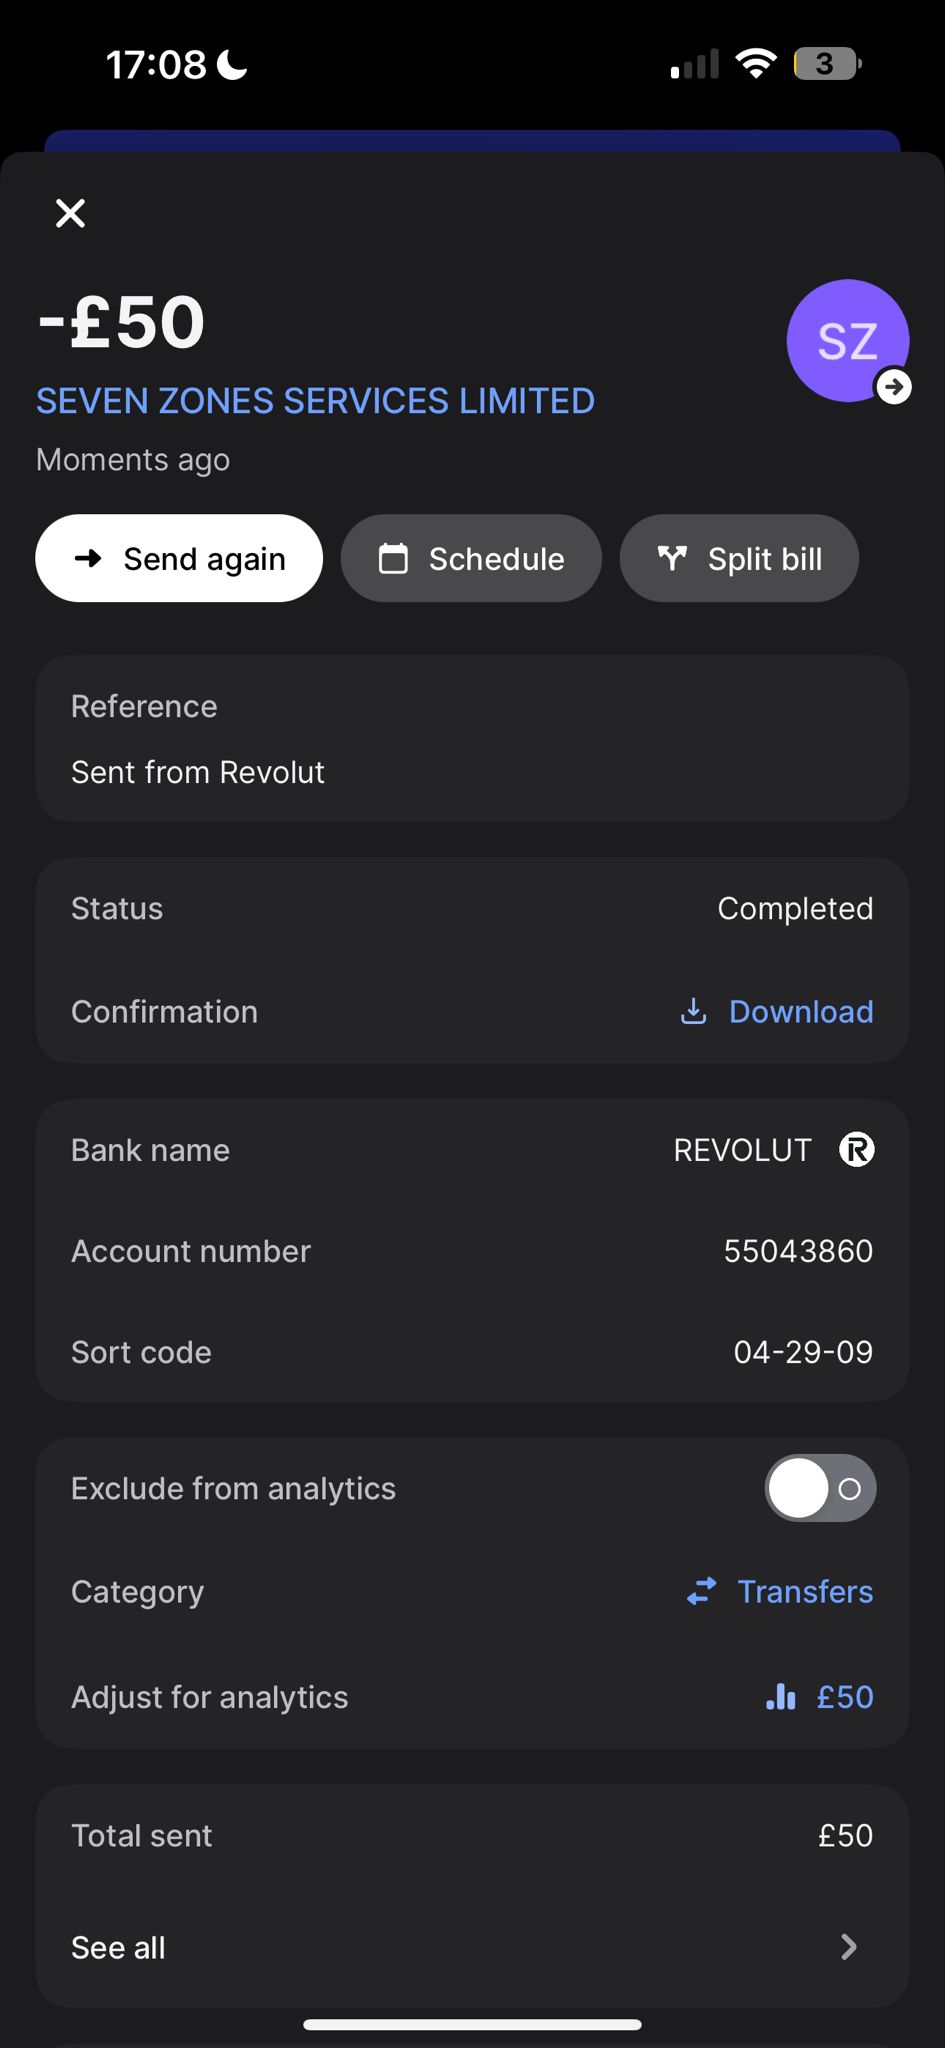 17:08
3
-£50
SZ
SEVEN ZONES SERVICES LIMITED
Moments ago
Send again
Schedule
Split bill
Reference
Sent from Revolut
Status
Completed
Confirmation
Download
Bank name
REVOLUT
R
Account number
55043860
Sort code
04-29-09
Exclude from analytics
Category
Transfers
Adjust for analytics
£50
Total sent
£50
See all